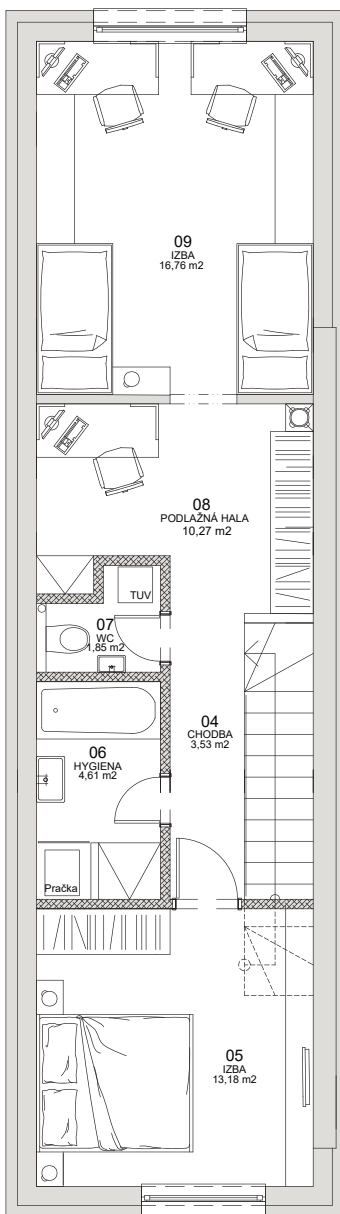 09
IZBA
16,76 m2
08
PODLAŽNÁ HALA
10,27 m2
TUV
07
WC
1,85 m2
04
CHODBA
3,53 m2
06
HYGIENA
4,61 m2
Pračka
05
IZBA
13,18 m2